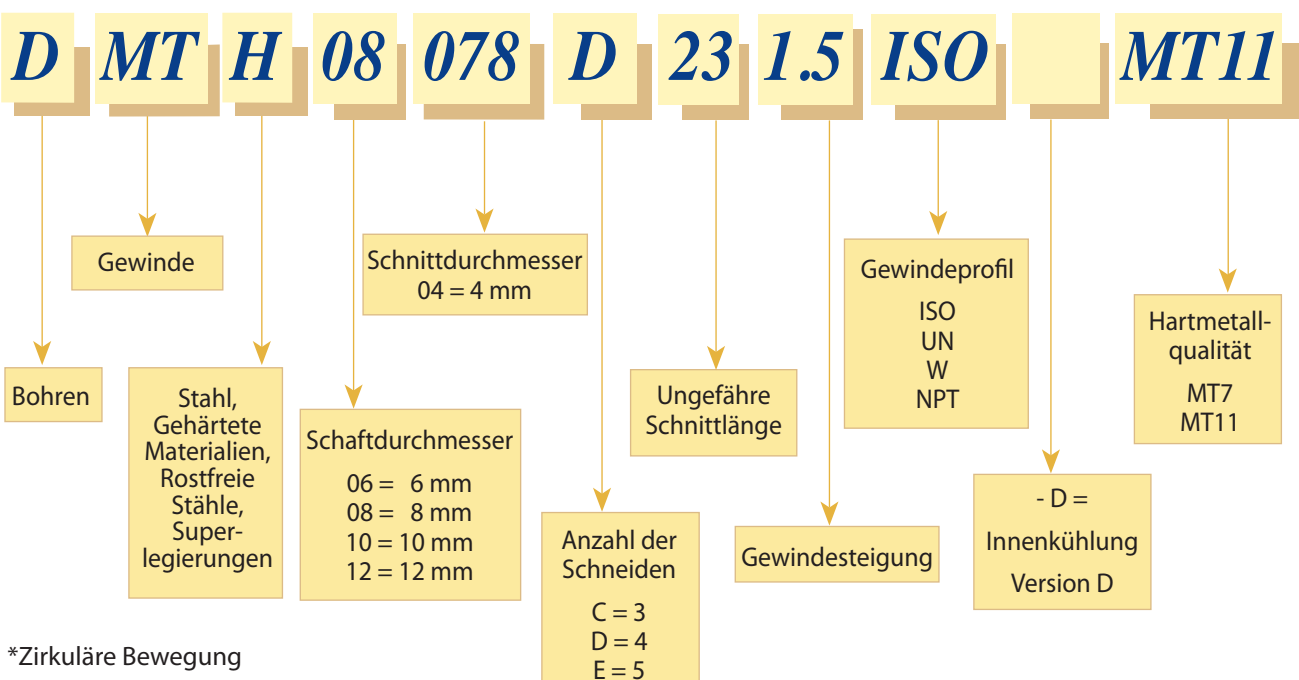 D MT H 08 078 D 23 1.5 ISO MT11
Gewinde
Schnittdurchmesser
04 = 4 mm
Gewindeprofil
ISO
UN
W
NPT
Hartmetall-
qualität
MT7
MT11
Bohren
Stahl,
Gehärtete
Materialien,
Rostfreie
Stähle,
Super-
legierungen
Schaftdurchmesser
06 = 6 mm
08 = 8 mm
10 = 10 mm
12 = 12 mm
Ungefähre
Schnittlänge
Anzahl der
Schneiden
C = 3
D = 4
E = 5
Gewindesteigung
- D =
Innenkühlung
Version D
*Zirkuläre Bewegung